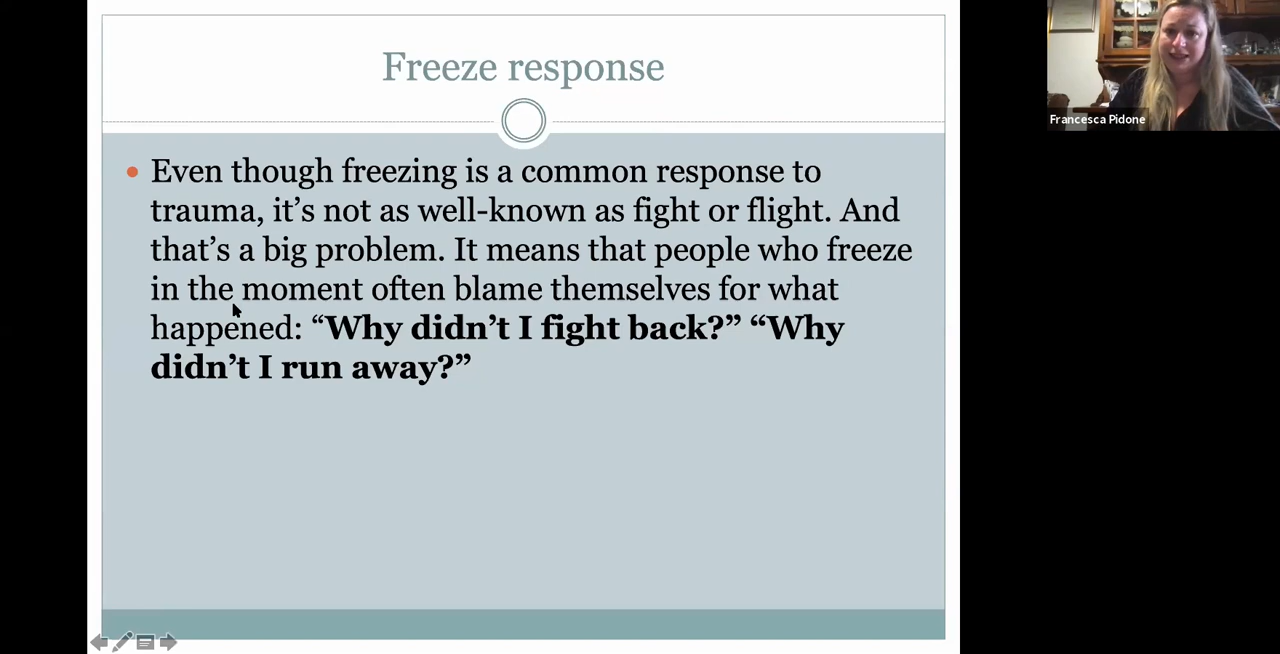 Freeze response
Francesca Pidone
Even though freezing is a common response to
trauma, it’s not as well-known as fight or flight. And
that’s a big problem. It means that people who freeze
in the moment often blame themselves for what
happened: “Why didn’t I fight back?” “Why
didn’t I run away?”